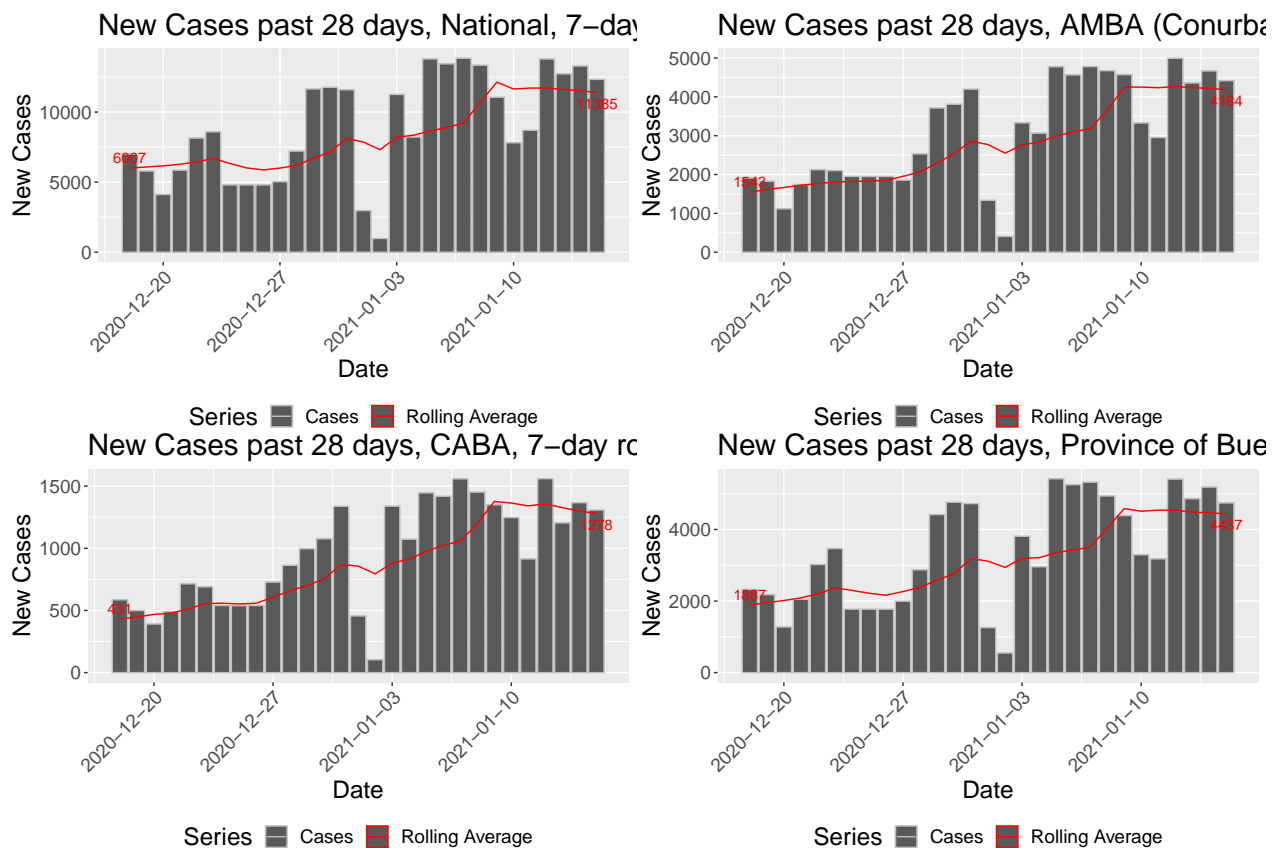 New Cases past 28 days, National, 7−day
New Cases
10000
5000
0
6007
11385
2020−12−20
2020−12−27
2021−01−03
2021−01−10
Date
Series Cases Rolling Average
New Cases past 28 days, AMBA (Conurba
New Cases
5000
4000
3000
2000
1000
0
1543
4184
2020−12−20
2020−12−27
2021−01−03
2021−01−10
Date
Series Cases Rolling Average
New Cases past 28 days, CABA, 7−day ro
New Cases
1500
1000
500
0
431
1278
2020−12−20
2020−12−27
2021−01−03
2021−01−10
Date
Series Cases Rolling Average
New Cases past 28 days, Province of Bue
New Cases
4000
2000
0
1887
4437
2020−12−20
2020−12−27
2021−01−03
2021−01−10
Date
Series Cases Rolling Average